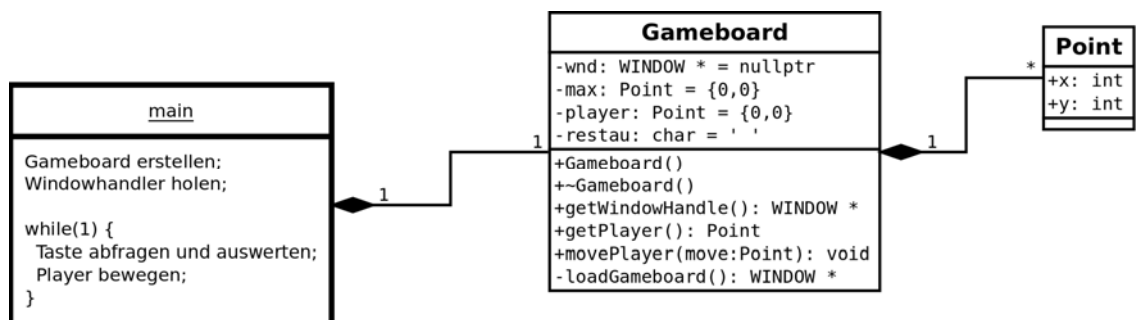 main
Gameboard erstellen;
Windowhandler holen;
while(1) {
Taste abfragen und auswerten;
Player bewegen;
}
1
1
Gameboard
-wnd: WINDOW * = nullptr
-max: Point = {0,0}
-player: Point = {0,0}
-restau: char = ' '
+Gameboard()
+~Gameboard()
+getWindowHandle(): WINDOW *
+getPlayer(): Point
+movePlayer(move:Point): void
-loadGameboard(): WINDOW *
1
*
Point
+x: int
+y: int